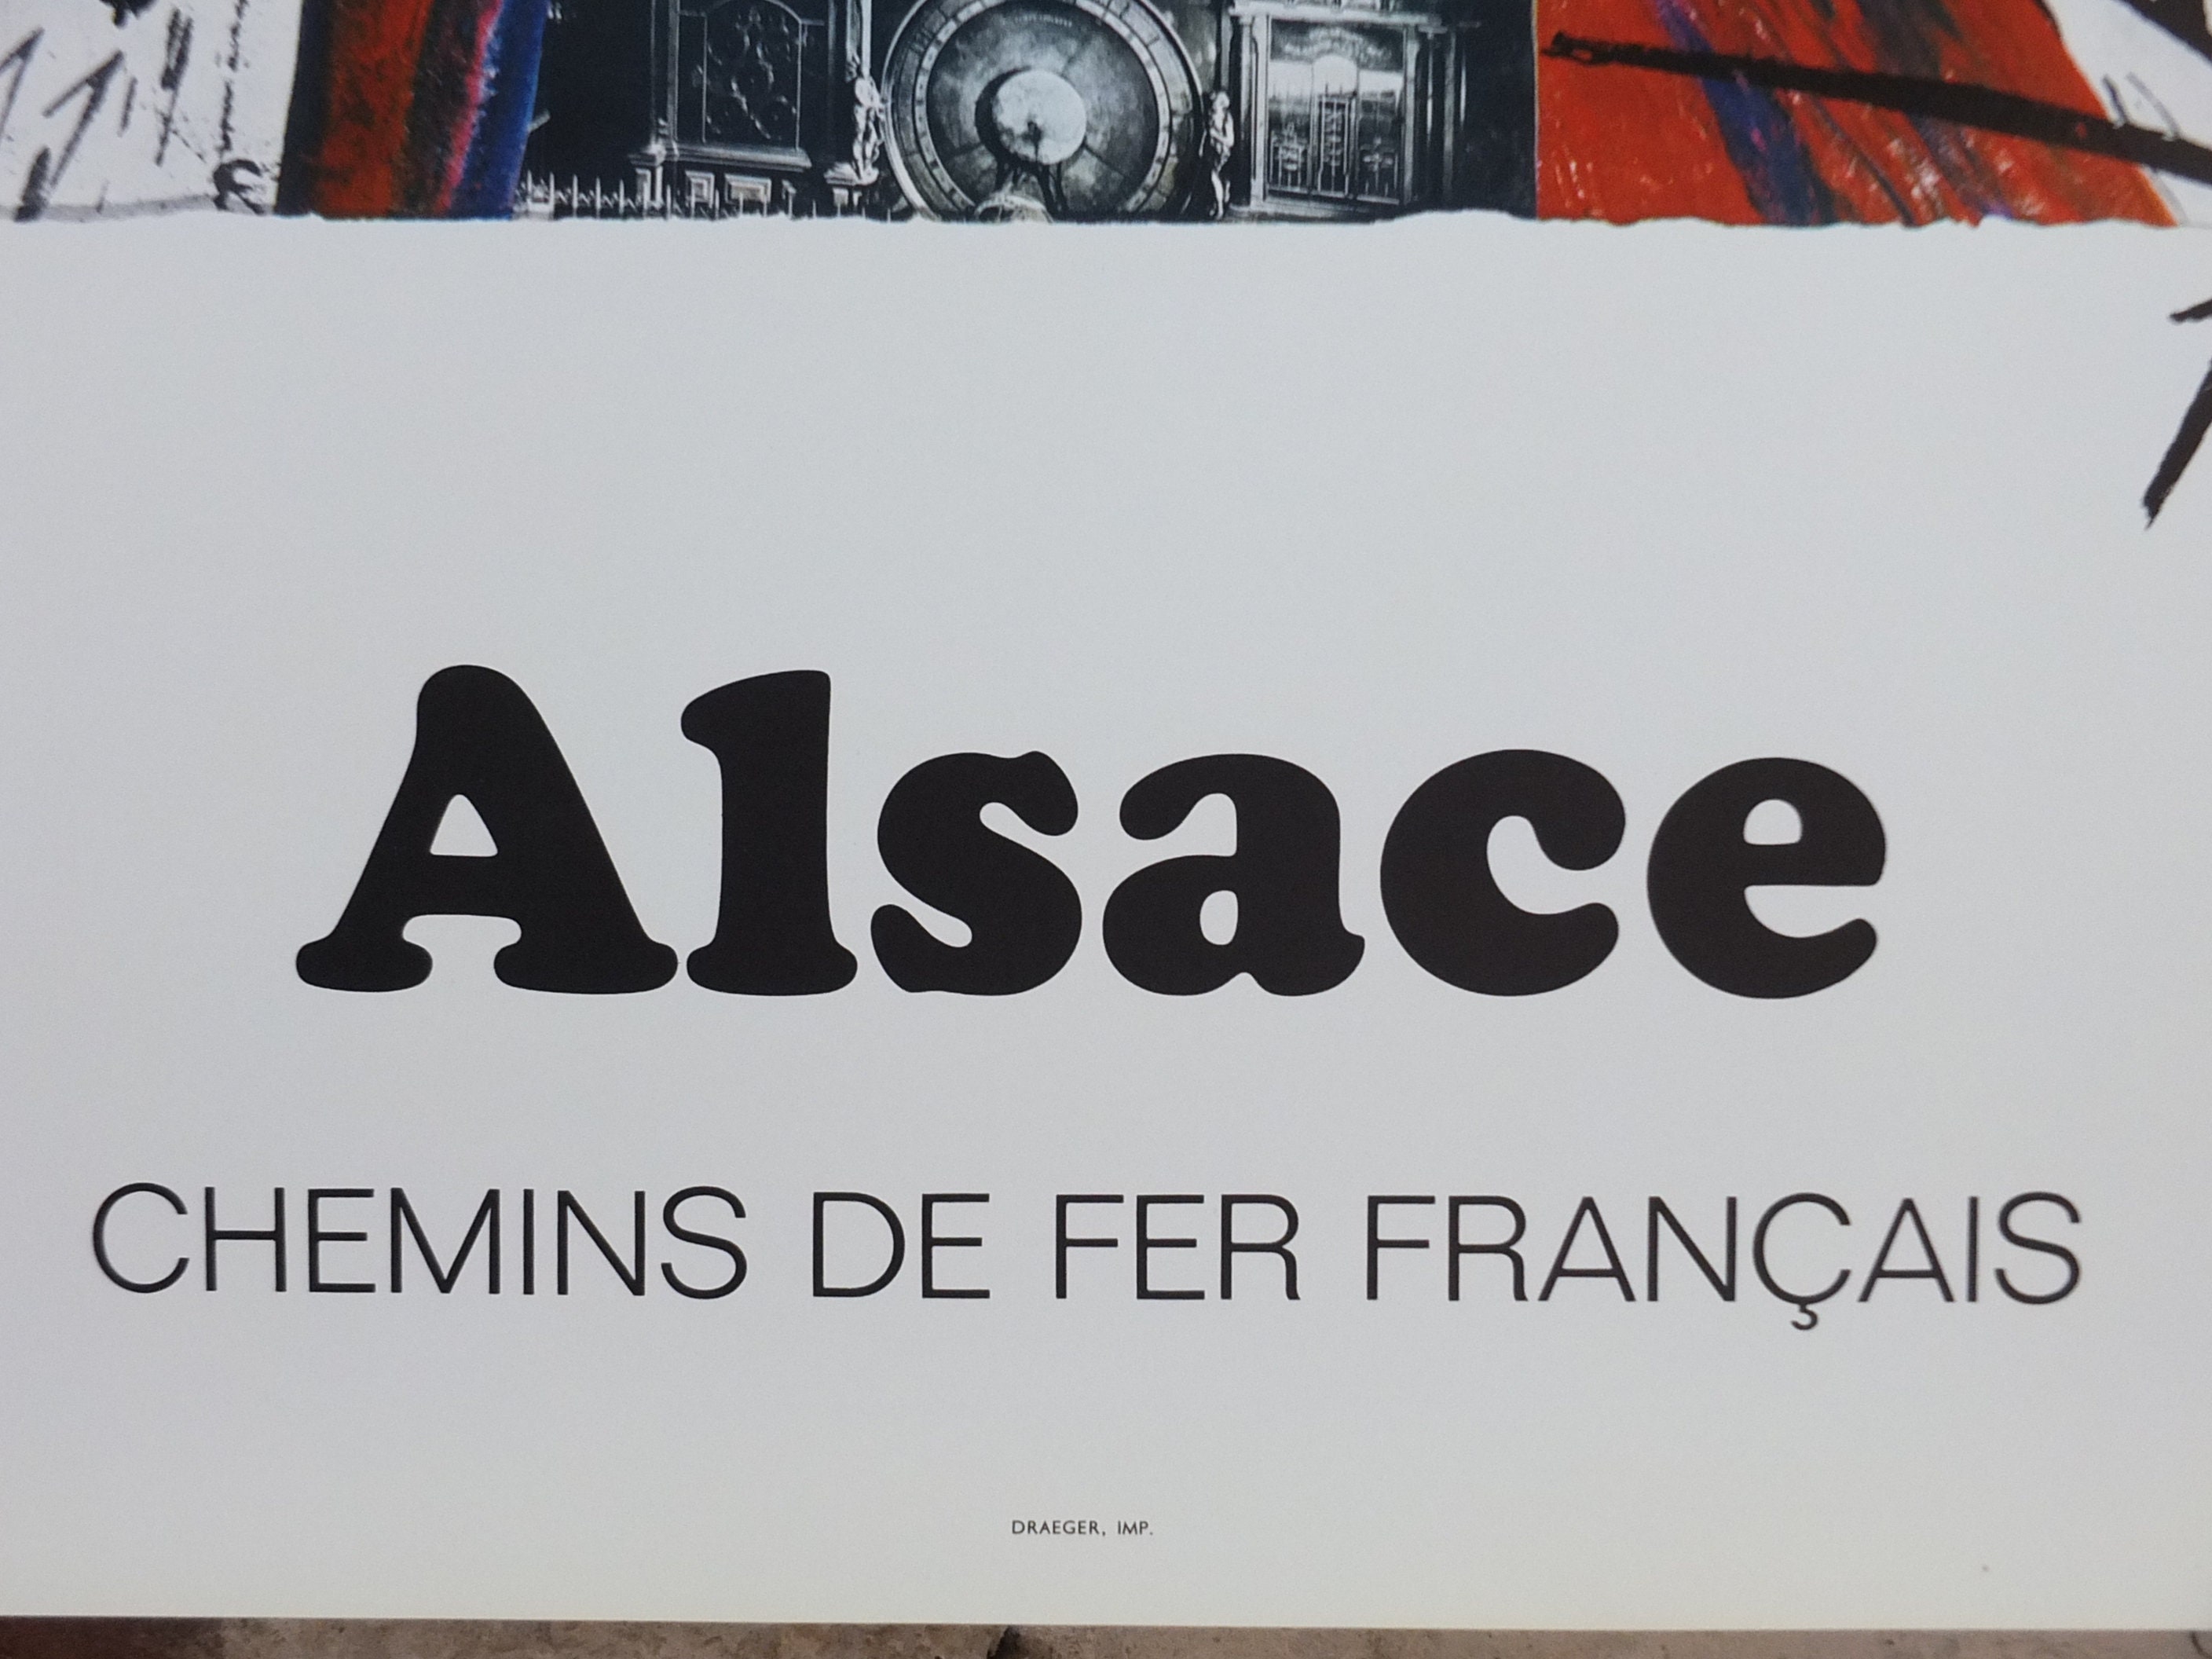 Alsace
CHEMINS DE FER FRANÇAIS
DRAEGER, IMP.